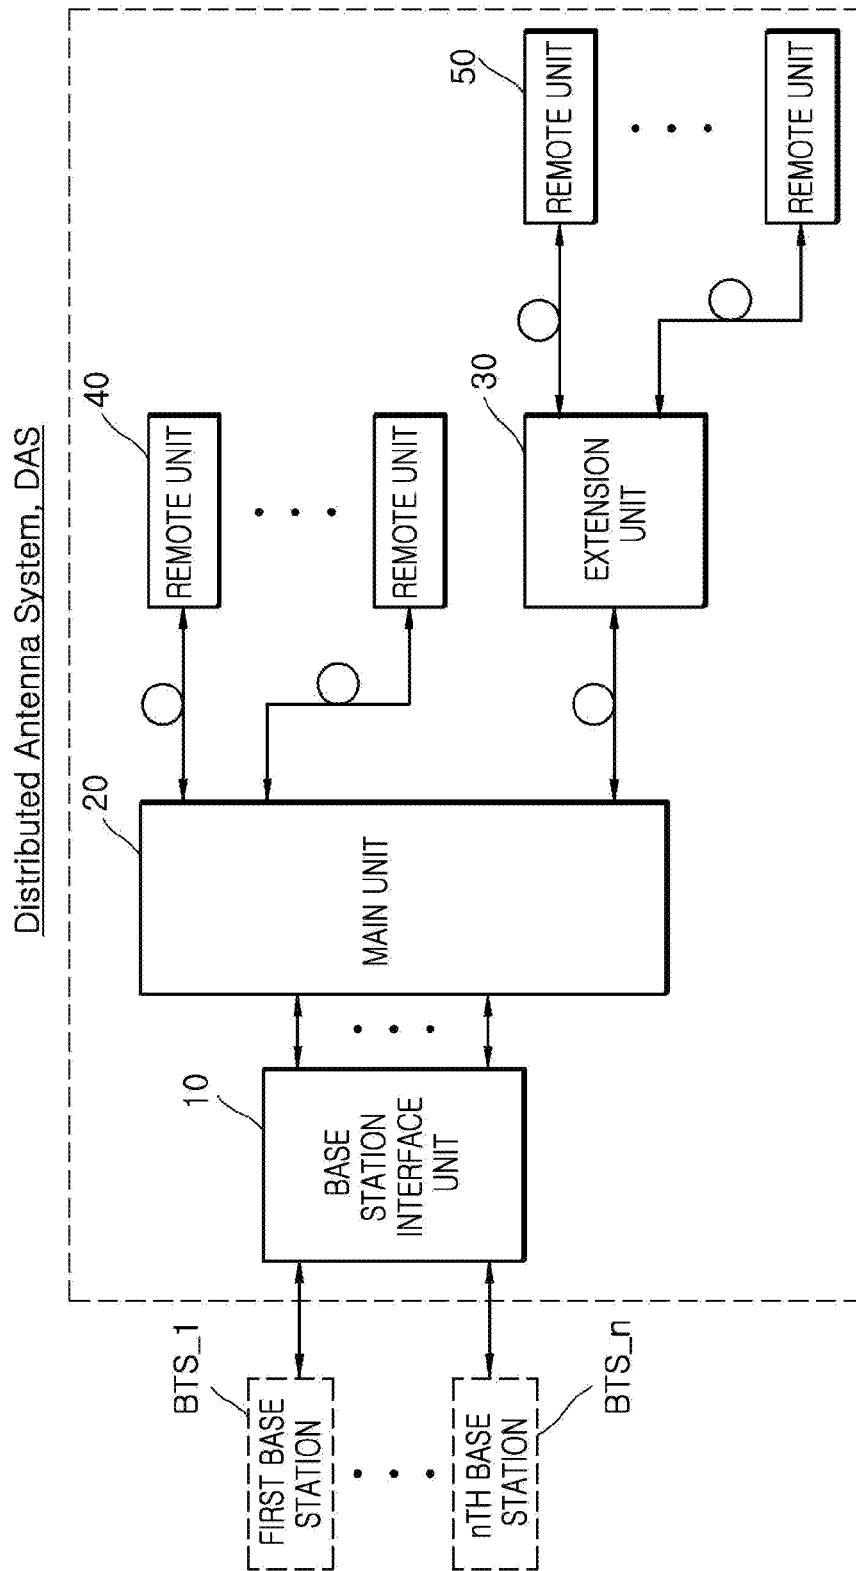 Distributed Antenna System, DAS
BTS_1
FIRST BASE
STATION
nTH BASE
STATION
BTS_n
10
BASE
STATION
INTERFACE
UNIT
20
MAIN UNIT
40
REMOTE UNIT
REMOTE UNIT
30
EXTENSION
UNIT
50
REMOTE UNIT
REMOTE UNIT